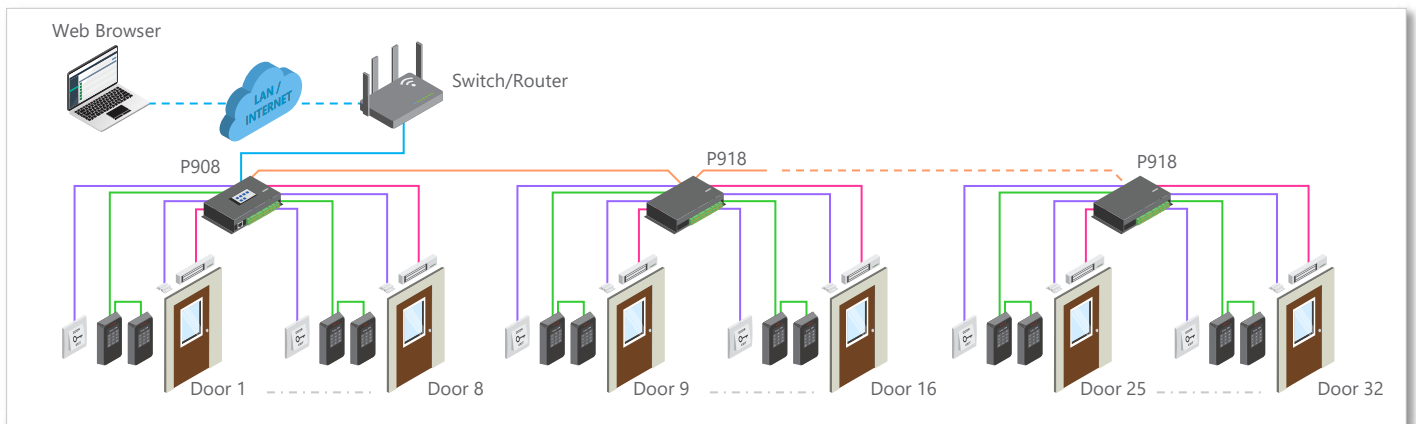 Web Browser
LAN /
INTERNET
Switch/Router
P908
P918
P918
Door 1
Door 8
Door 9
Door 16
Door 25
Door 32